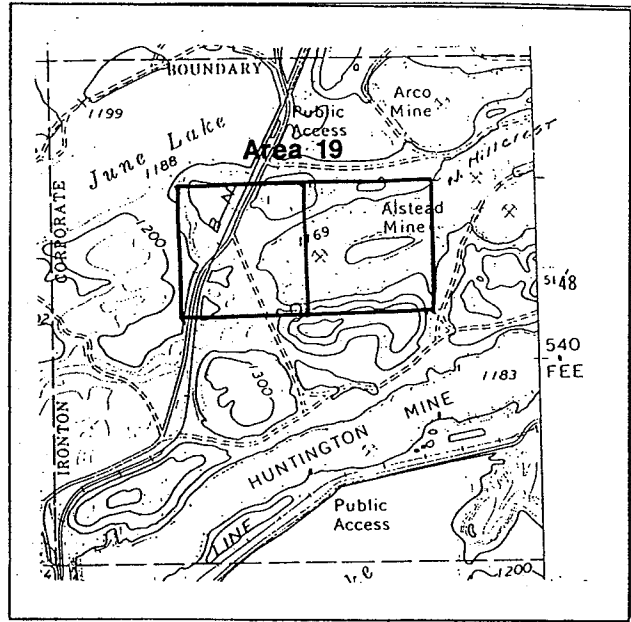 BOUNDARY
1199
June Lake
1188
Public
Access
Arco
Mine
Area 19
N Hillcrest
CORPORATE
1200
Alstead
Mine
5148
540
FEE
1300
1183
IRONTON
HUNTINGTON MINE
Public
Access
LINE
1200